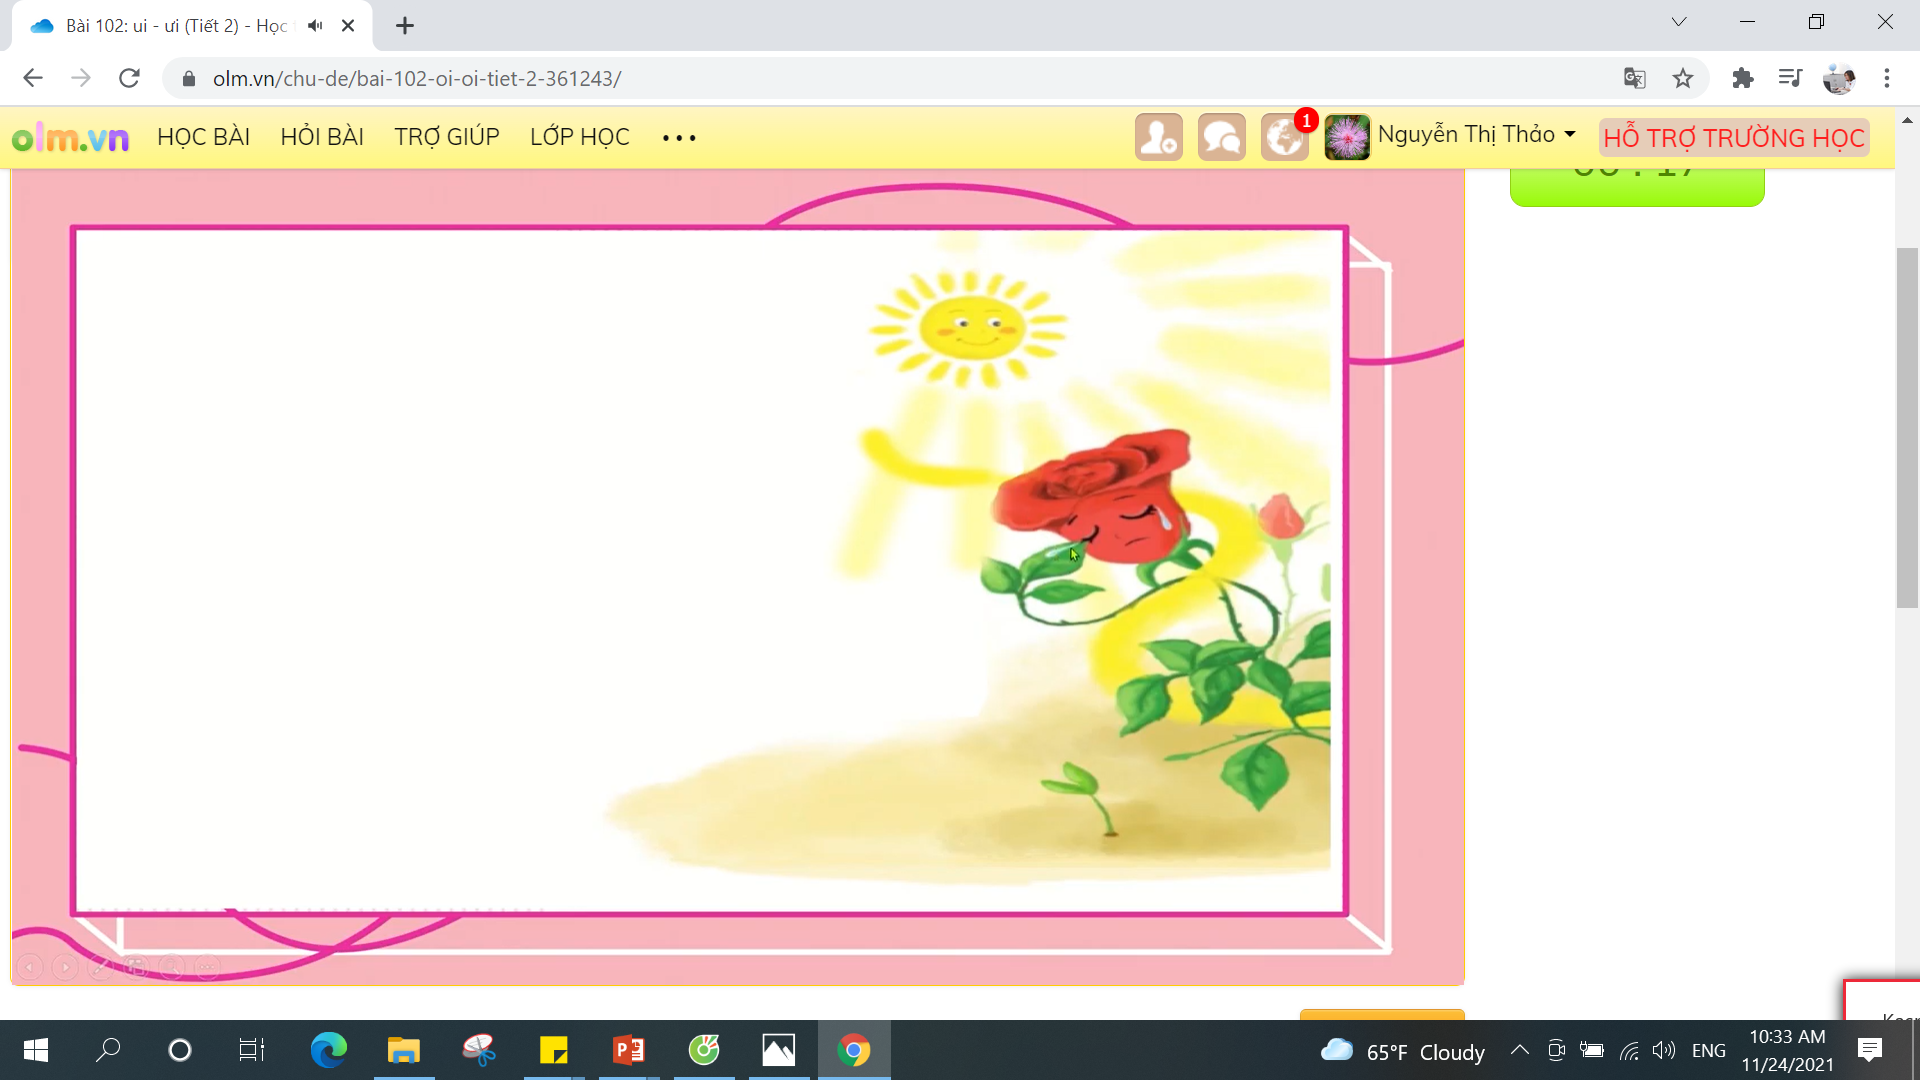 Bài 102: ui - ưi (Tiết 2) - Học
olm.vn/chu-de/bai-102-oi-oi-tiet-2-361243/
olm.vn HỌC BÀI HỎI BÀI TRỢ GIÚP LỚP HỌC ••• 1 Nguyễn Thị Thảo HỖ TRỢ TRƯỜNG HỌC
65°F Cloudy ENG 10:33 AM
11/24/2021